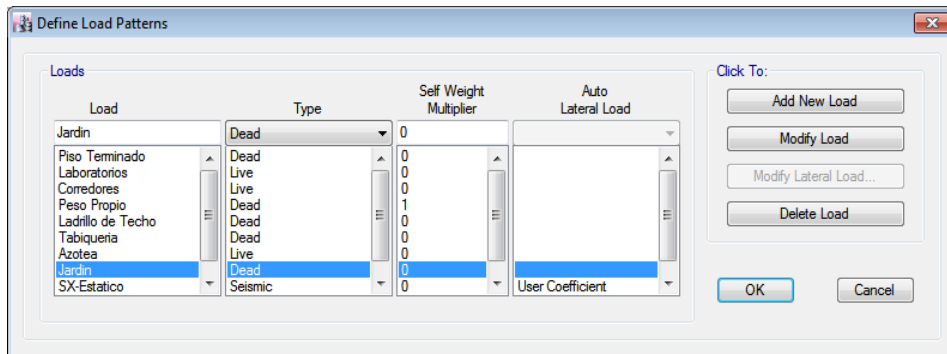 Define Load Patterns
Loads
Click To:
Load Type Self Weight Multiplier Auto Lateral Load
Jardin Dead 0
Piso Terminado Dead 0
Laboratorios Live 0
Corredores Live 0
Peso Propio Dead 1
Ladrillo de Techo Dead 0
Tabiqueria Dead 0
Azotea Live 0
Jardin Dead 0
SX-Estatico Seismic 0 User Coefficient
Add New Load
Modify Load
Modify Lateral Load...
Delete Load
OK Cancel